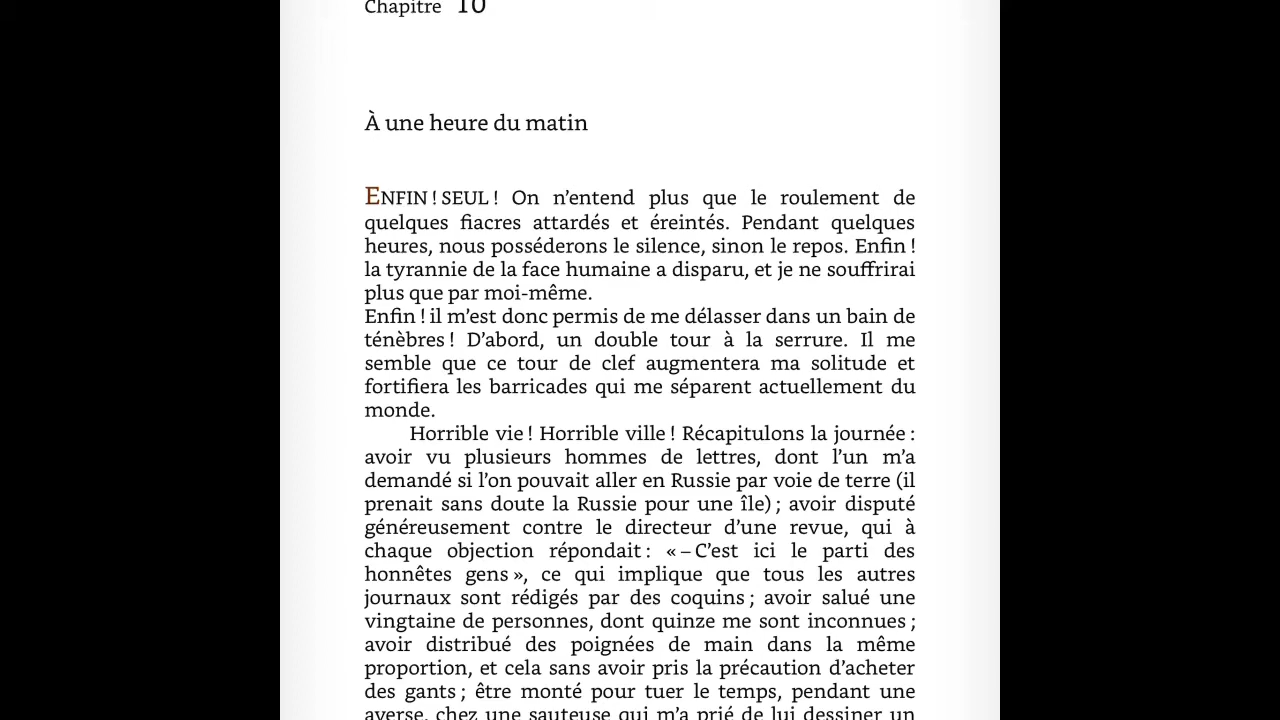 Chapitre 10
À une heure du matin
ENFIN ! SEUL ! On n’entend plus que le roulement de
quelques fiacres attardés et éreintés. Pendant quelques
heures, nous posséderons le silence, sinon le repos. Enfin !
la tyrannie de la face humaine a disparu, et je ne souffrirai
plus que par moi-même.
Enfin ! il m’est donc permis de me délasser dans un bain de
ténèbres ! D’abord, un double tour à la serrure. Il me
semble que ce tour de clef augmentera ma solitude et
fortifiera les barricades qui me séparent actuellement du
monde.
Horrible vie ! Horrible ville ! Récapitulons la journée :
avoir vu plusieurs hommes de lettres, dont l’un m’a
demandé si l’on pouvait aller en Russie par voie de terre (il
prenait sans doute la Russie pour une île) ; avoir disputé
généreusement contre le directeur d’une revue, qui à
chaque objection répondait : « – C’est ici le parti des
honnêtes gens », ce qui implique que tous les autres
journaux sont rédigés par des coquins ; avoir salué une
vingtaine de personnes, dont quinze me sont inconnues ;
avoir distribué des poignées de main dans la même
proportion, et cela sans avoir pris la précaution d’acheter
des gants ; être monté pour tuer le temps, pendant une
averse, chez une sauteuse qui m’a prié de lui dessiner un